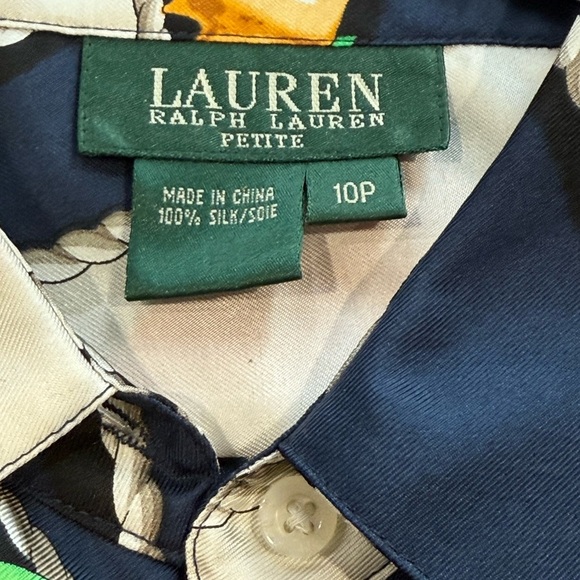 LAUREN
RALPH LAUREN
PETITE
MADE IN CHINA
100% SILK/SOIE
10P